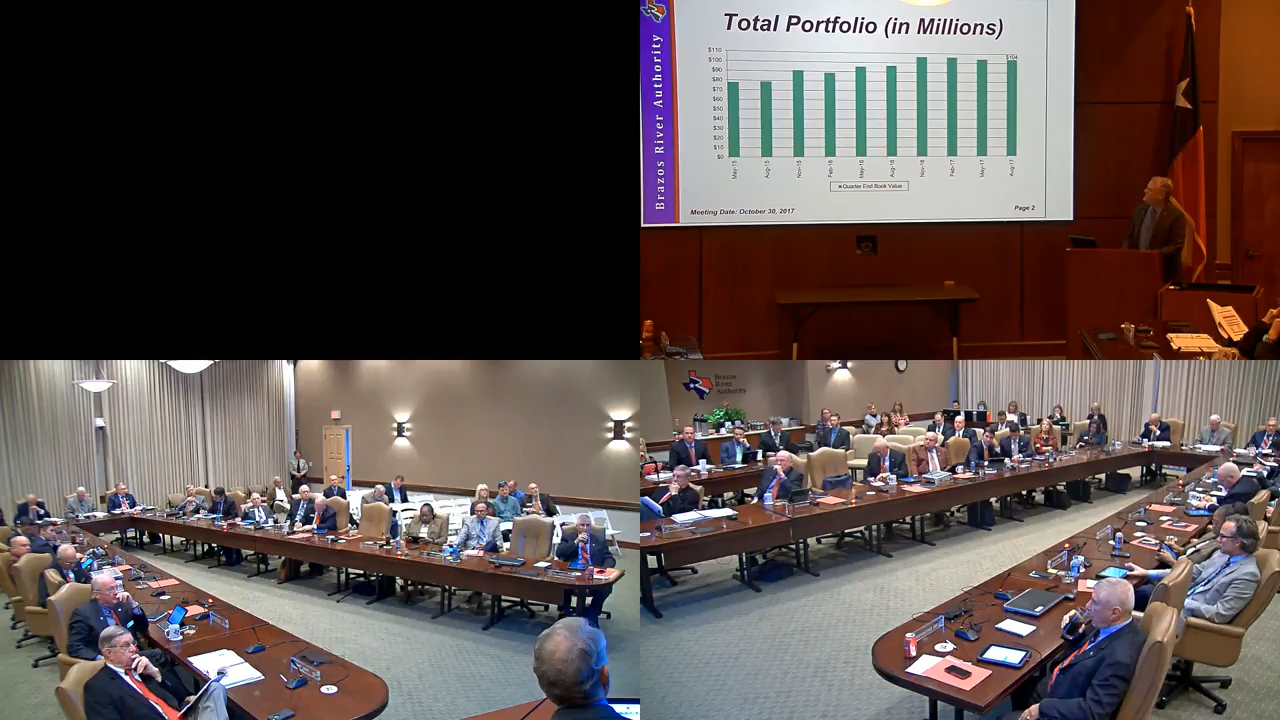 Total Portfolio (in Millions)
Brazos River Authority
$110
$100
$90
$80
$70
$60
$50
$40
$30
$20
$10
$0
$104
May-15
Aug-15
Nov-15
Feb-16
May-16
Aug-16
Nov-16
Feb-17
May-17
Aug-17
Quarter End Book Value
Meeting Date: October 30, 2017
Page 2
Brazos
River
Authority